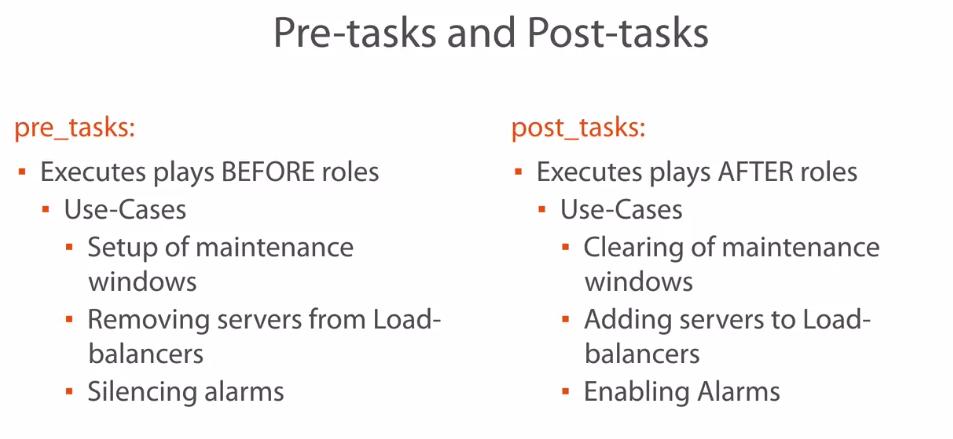 Pre-tasks and Post-tasks
pre_tasks:
▪ Executes plays BEFORE roles
▪ Use-Cases
▪ Setup of maintenance
windows
▪ Removing servers from Load-
balancers
▪ Silencing alarms
post_tasks:
▪ Executes plays AFTER roles
▪ Use-Cases
▪ Clearing of maintenance
windows
▪ Adding servers to Load-
balancers
▪ Enabling Alarms